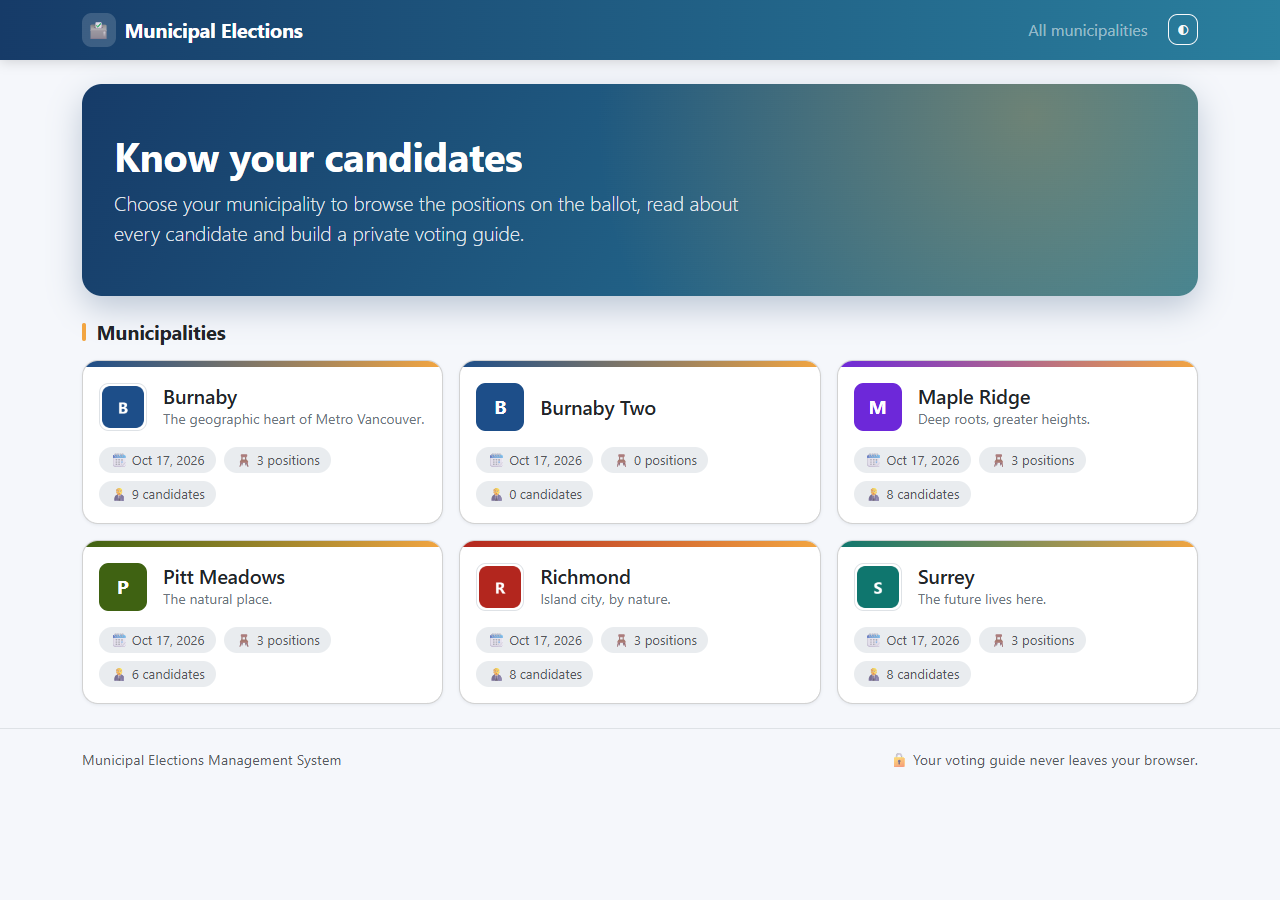 Municipal Elections
All municipalities
Know your candidates
Choose your municipality to browse the positions on the ballot, read about
every candidate and build a private voting guide.
Municipalities
B
Burnaby
The geographic heart of Metro Vancouver.
Oct 17, 2026
3 positions
9 candidates
B
Burnaby Two
Oct 17, 2026
0 positions
0 candidates
M
Maple Ridge
Deep roots, greater heights.
Oct 17, 2026
3 positions
8 candidates
P
Pitt Meadows
The natural place.
Oct 17, 2026
3 positions
6 candidates
R
Richmond
Island city, by nature.
Oct 17, 2026
3 positions
8 candidates
S
Surrey
The future lives here.
Oct 17, 2026
3 positions
8 candidates
Municipal Elections Management System
Your voting guide never leaves your browser.